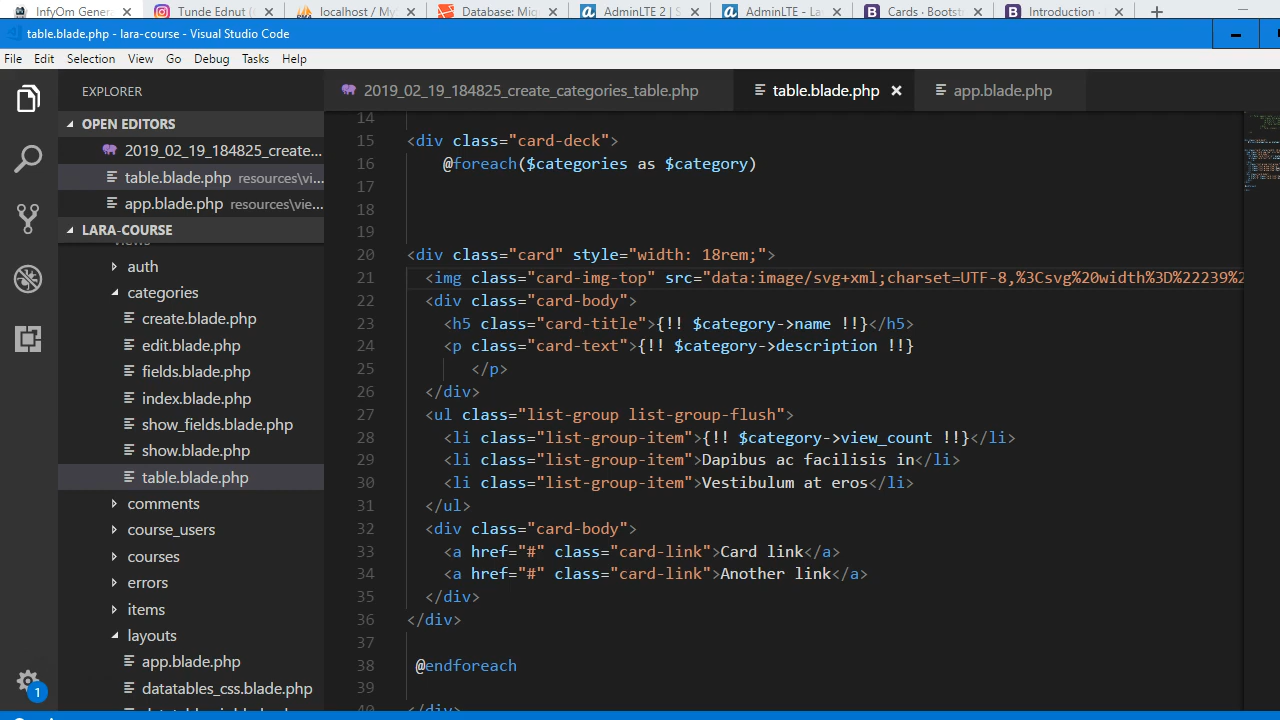 InfyOm Genera
Tunde Ednut (
localhost / My
Database: Mig
AdminLTE 2 | S
AdminLTE - La
Cards · Bootst
Introduction ·
table.blade.php - lara-course - Visual Studio Code
File Edit Selection View Go Debug Tasks Help
EXPLORER
2019_02_19_184825_create_categories_table.php
table.blade.php
app.blade.php
OPEN EDITORS
2019_02_19_184825_create...
table.blade.php resources\vi...
app.blade.php resources\vie...
LARA-COURSE
views
auth
categories
create.blade.php
edit.blade.php
fields.blade.php
index.blade.php
show_fields.blade.php
show.blade.php
table.blade.php
comments
course_users
courses
errors
items
layouts
app.blade.php
datatables_css.blade.php
1
14
15 <div class="card-deck">
16 @foreach($categories as $category)
17
18
19
20 <div class="card" style="width: 18rem;">
21 <img class="card-img-top" src="data:image/svg+xml;charset=UTF-8,%3Csvg%20width%3D%22239%2
22 <div class="card-body">
23 <h5 class="card-title">{!! $category->name !!}</h5>
24 <p class="card-text">{!! $category->description !!}
25 </p>
26 </div>
27 <ul class="list-group list-group-flush">
28 <li class="list-group-item">{!! $category->view_count !!}</li>
29 <li class="list-group-item">Dapibus ac facilisis in</li>
30 <li class="list-group-item">Vestibulum at eros</li>
31 </ul>
32 <div class="card-body">
33 <a href="#" class="card-link">Card link</a>
34 <a href="#" class="card-link">Another link</a>
35 </div>
36 </div>
37
38 @endforeach
39
40 </div>